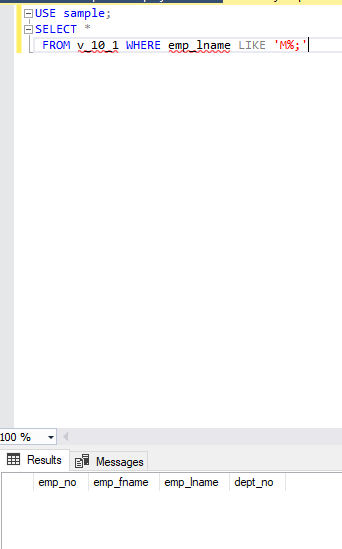 USE sample;
SELECT *
FROM v_10_1 WHERE emp_lname LIKE 'M%;'
100 %
Results Messages
emp_no emp_fname emp_lname dept_no